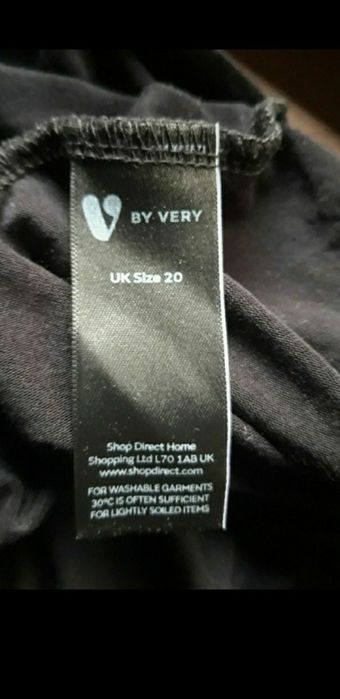 V BY VERY
UK Size 20
Shop Direct Home
Shopping Ltd L70 1AB UK
www.shopdirect.com
FOR WASHABLE GARMENTS
30°C IS OFTEN SUFFICIENT
FOR LIGHTLY SOILED ITEMS